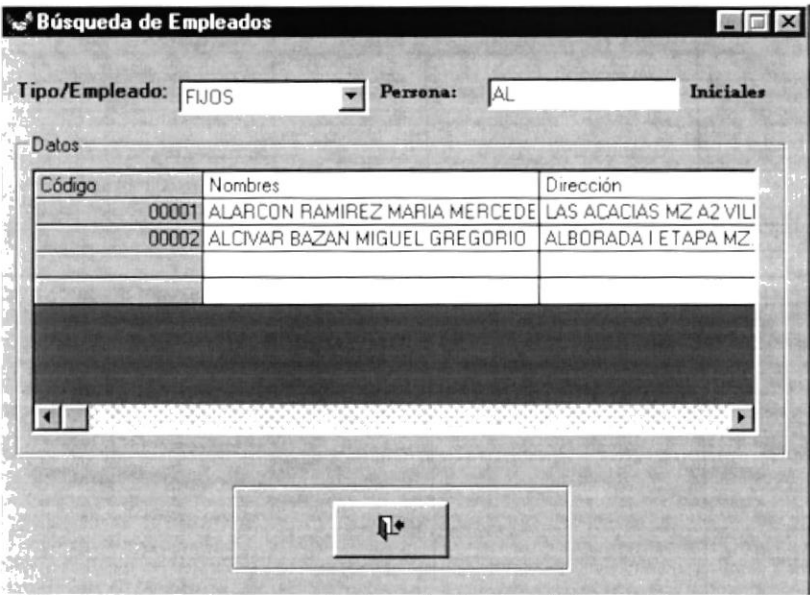 Búsqueda de Empleados
Tipo/Empleado: FIJOS Persona: AL Iniciales
Datos
Código Nombres Dirección
00001 ALARCON RAMIREZ MARIA MERCEDE LAS ACACIAS MZ A2 VILI
00002 ALCIVAR BAZAN MIGUEL GREGORIO ALBORADA I ETAPA MZ.